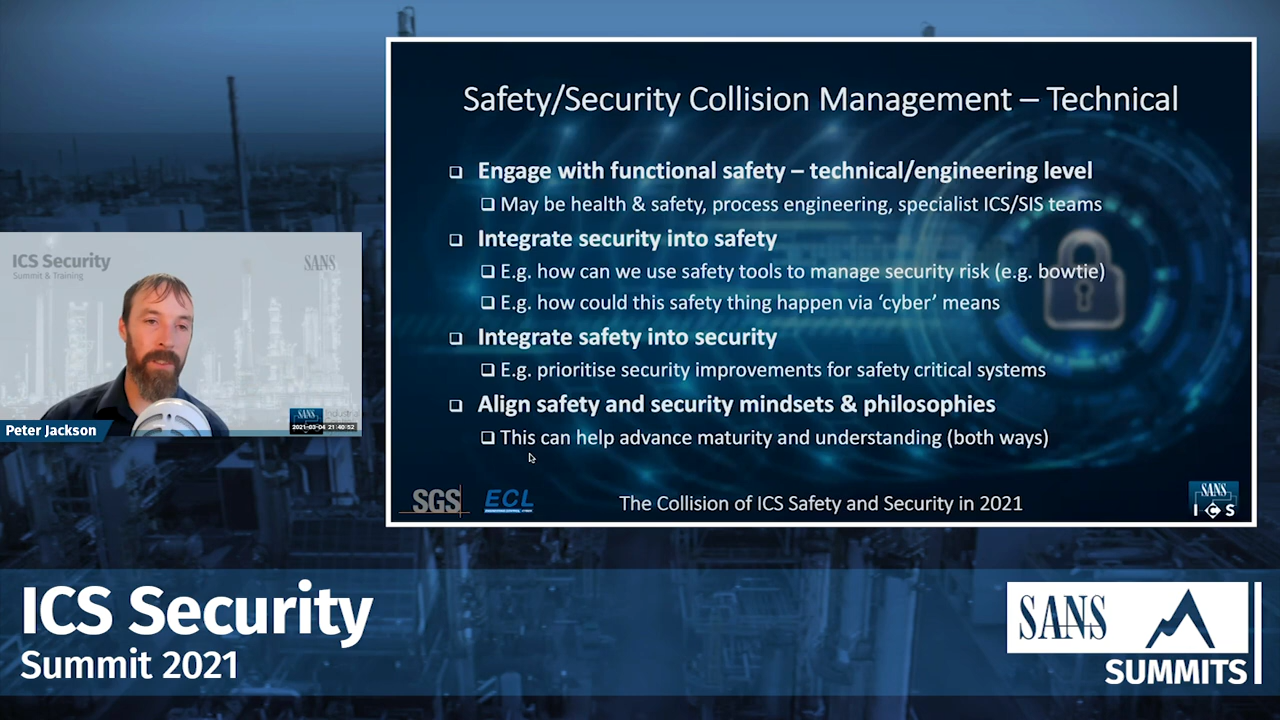 Safety/Security Collision Management – Technical
❑ Engage with functional safety – technical/engineering level
❑ May be health & safety, process engineering, specialist ICS/SIS teams
❑ Integrate security into safety
❑ E.g. how can we use safety tools to manage security risk (e.g. bowtie)
❑ E.g. how could this safety thing happen via ‘cyber’ means
❑ Integrate safety into security
❑ E.g. prioritise security improvements for safety critical systems
❑ Align safety and security mindsets & philosophies
❑ This can help advance maturity and understanding (both ways)
SGS
ECL
The Collision of ICS Safety and Security in 2021
SANS
ICS
ICS Security
Summit & Training
SANS
SANS
Industrial
2021-03-04 21:40:52
Peter Jackson
ICS Security
Summit 2021
SANS
SUMMITS